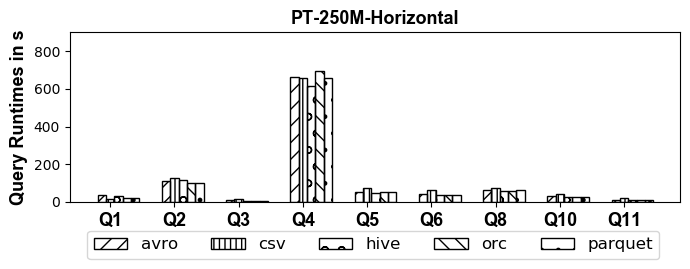 PT-250M-Horizontal
Query Runtimes in s
800
600
400
200
0
Q1 Q2 Q3 Q4 Q5 Q6 Q8 Q10 Q11
avro csv hive orc parquet